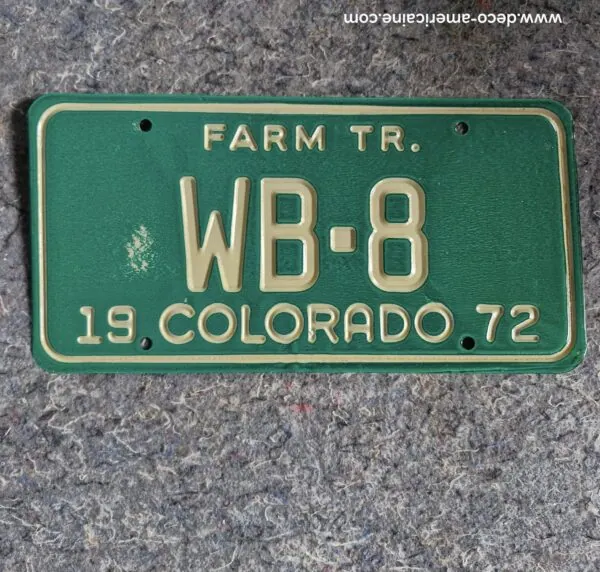 www.deco-americaine.com
FARM TR.
WB·8
19 COLORADO 72